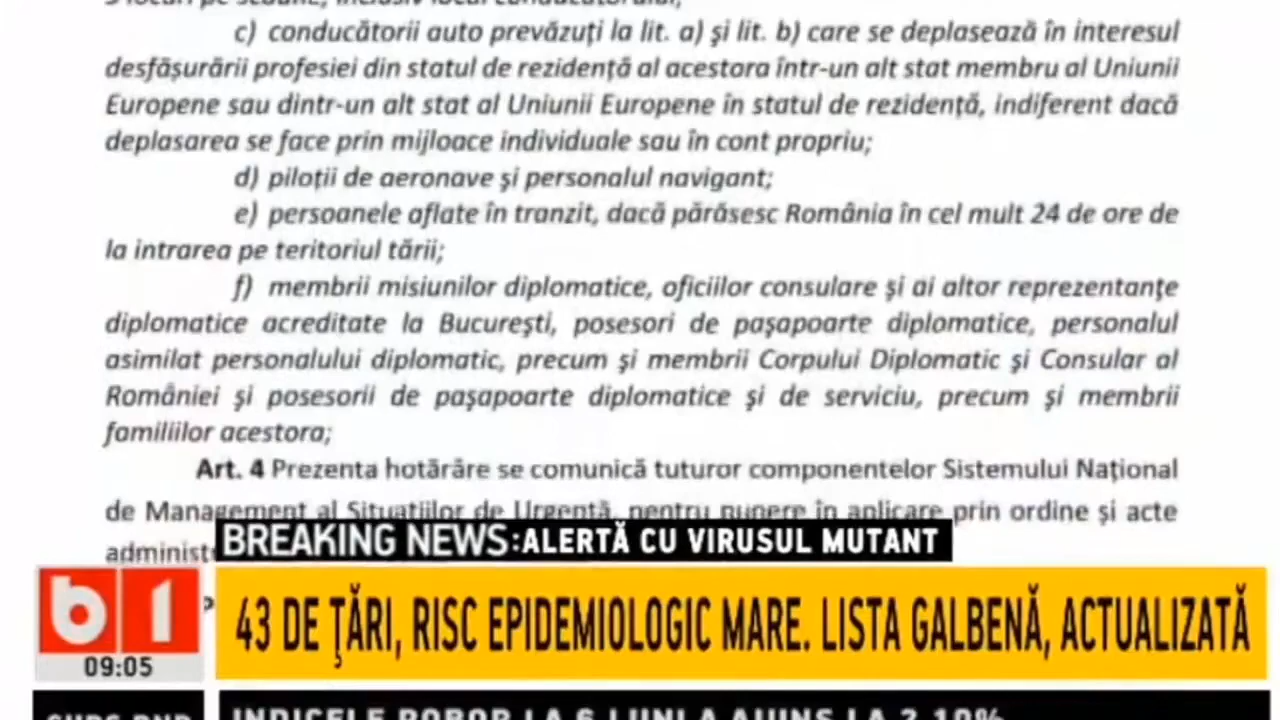 c) conducătorii auto prevăzuți la lit. a) și lit. b) care se deplasează în interesul
desfășurării profesiei din statul de rezidență al acestora într-un alt stat membru al Uniunii
Europene sau dintr-un alt stat al Uniunii Europene în statul de rezidență, indiferent dacă
deplasarea se face prin mijloace individuale sau în cont propriu;
d) piloții de aeronave și personalul navigant;
e) persoanele aflate în tranzit, dacă părăsesc România în cel mult 24 de ore de
la intrarea pe teritoriul tării;
f) membrii misiunilor diplomatice, oficiilor consulare și ai altor reprezentanțe
diplomatice acreditate la București, posesori de pașapoarte diplomatice, personalul
asimilat personalului diplomatic, precum și membrii Corpului Diplomatic și Consular al
României și posesorii de pașapoarte diplomatice și de serviciu, precum și membrii
familiilor acestora;
Art. 4 Prezenta hotărâre se comunică tuturor componentelor Sistemului Național
de Management al Situațiilor de Urgență, pentru punere în aplicare prin ordine și acte
BREAKING NEWS:ALERTĂ CU VIRUSUL MUTANT
b1
43 DE ŢĂRI, RISC EPIDEMIOLOGIC MARE. LISTA GALBENĂ, ACTUALIZATĂ
09:05